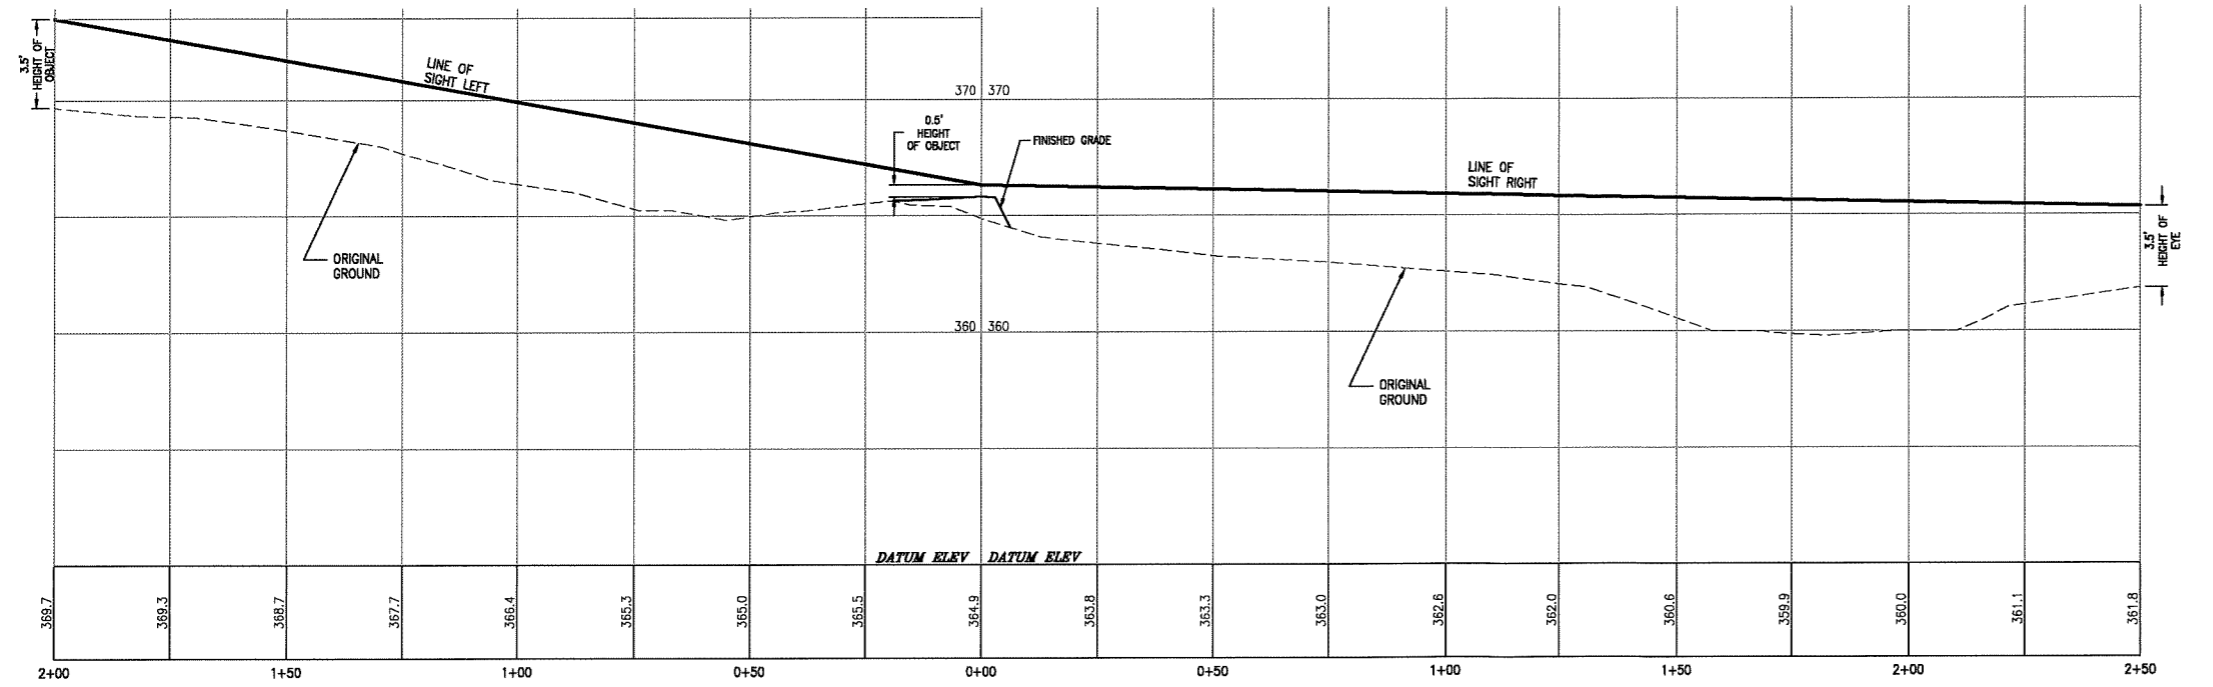 3.5'
HEIGHT OF
OBJECT
LINE OF
SIGHT LEFT
370 370
0.5'
HEIGHT
OF OBJECT
FINISHED GRADE
LINE OF
SIGHT RIGHT
3.5'
HEIGHT OF
EYE
ORIGINAL
GROUND
360 360
ORIGINAL
GROUND
DATUM ELEV DATUM ELEV
369.7 369.3 368.7 367.7 366.4 365.3 365.0 365.5 364.9 363.8 363.3 363.0 362.6 362.0 360.6 359.9 360.0 361.1 361.8
2+00 1+50 1+00 0+50 0+00 0+50 1+00 1+50 2+00 2+50